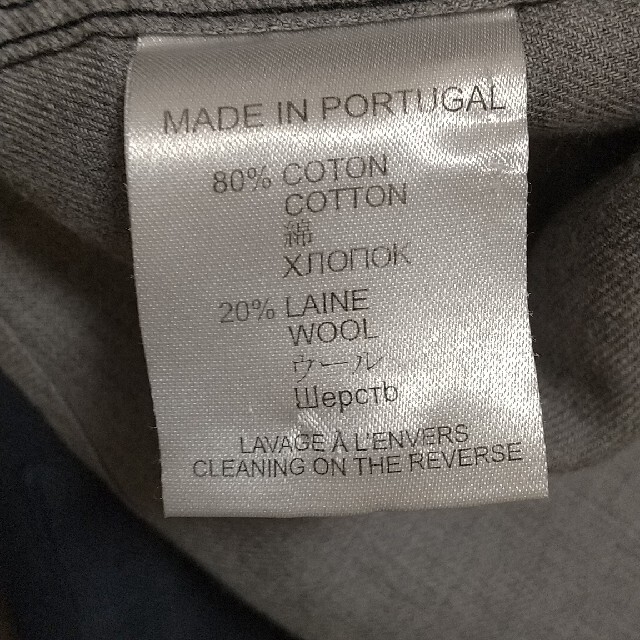 MADE IN PORTUGAL
80% COTON
COTTON
綿
ХЛОПОК
20% LAINE
WOOL
ウール
Шерсть
LAVAGE À L'ENVERS
CLEANING ON THE REVERSE